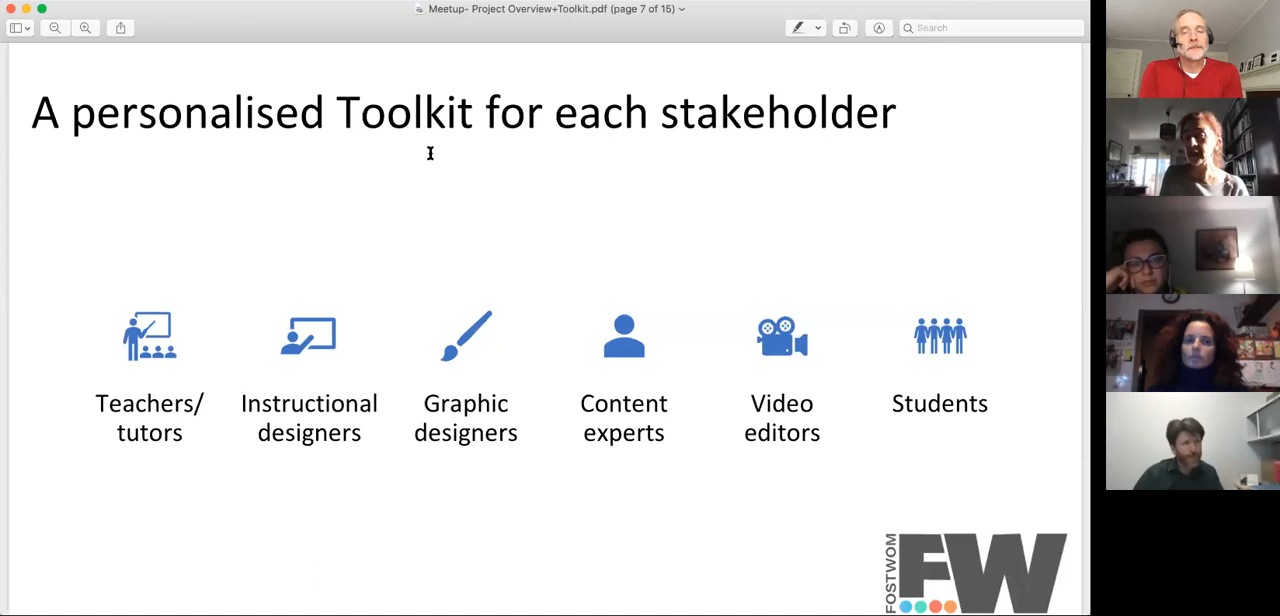 Meetup- Project Overview+Toolkit.pdf (page 7 of 15)
Search
A personalised Toolkit for each stakeholder
Teachers/
tutors
Instructional
designers
Graphic
designers
Content
experts
Video
editors
Students
FOSTWOM
FW